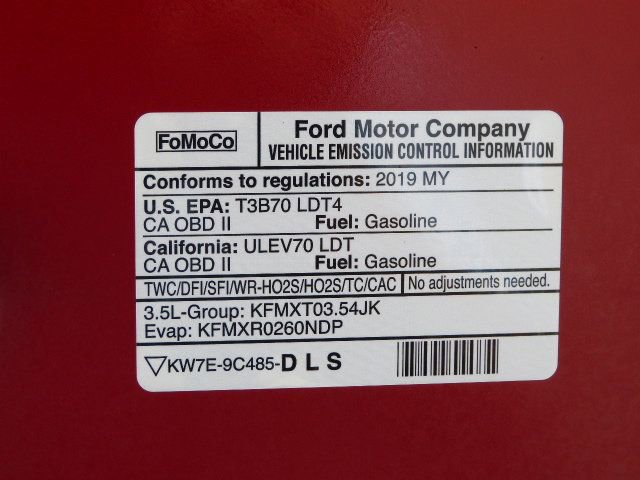 FoMoCo
Ford Motor Company
VEHICLE EMISSION CONTROL INFORMATION
Conforms to regulations: 2019 MY
U.S. EPA: T3B70 LDT4
CA OBD II Fuel: Gasoline
California: ULEV70 LDT
CA OBD II Fuel: Gasoline
TWC/DFI/SFI/WR-HO2S/HO2S/TC/CAC No adjustments needed.
3.5L-Group: KFMXT03.54JK
Evap: KFMXR0260NDP
KW7E-9C485-D L S